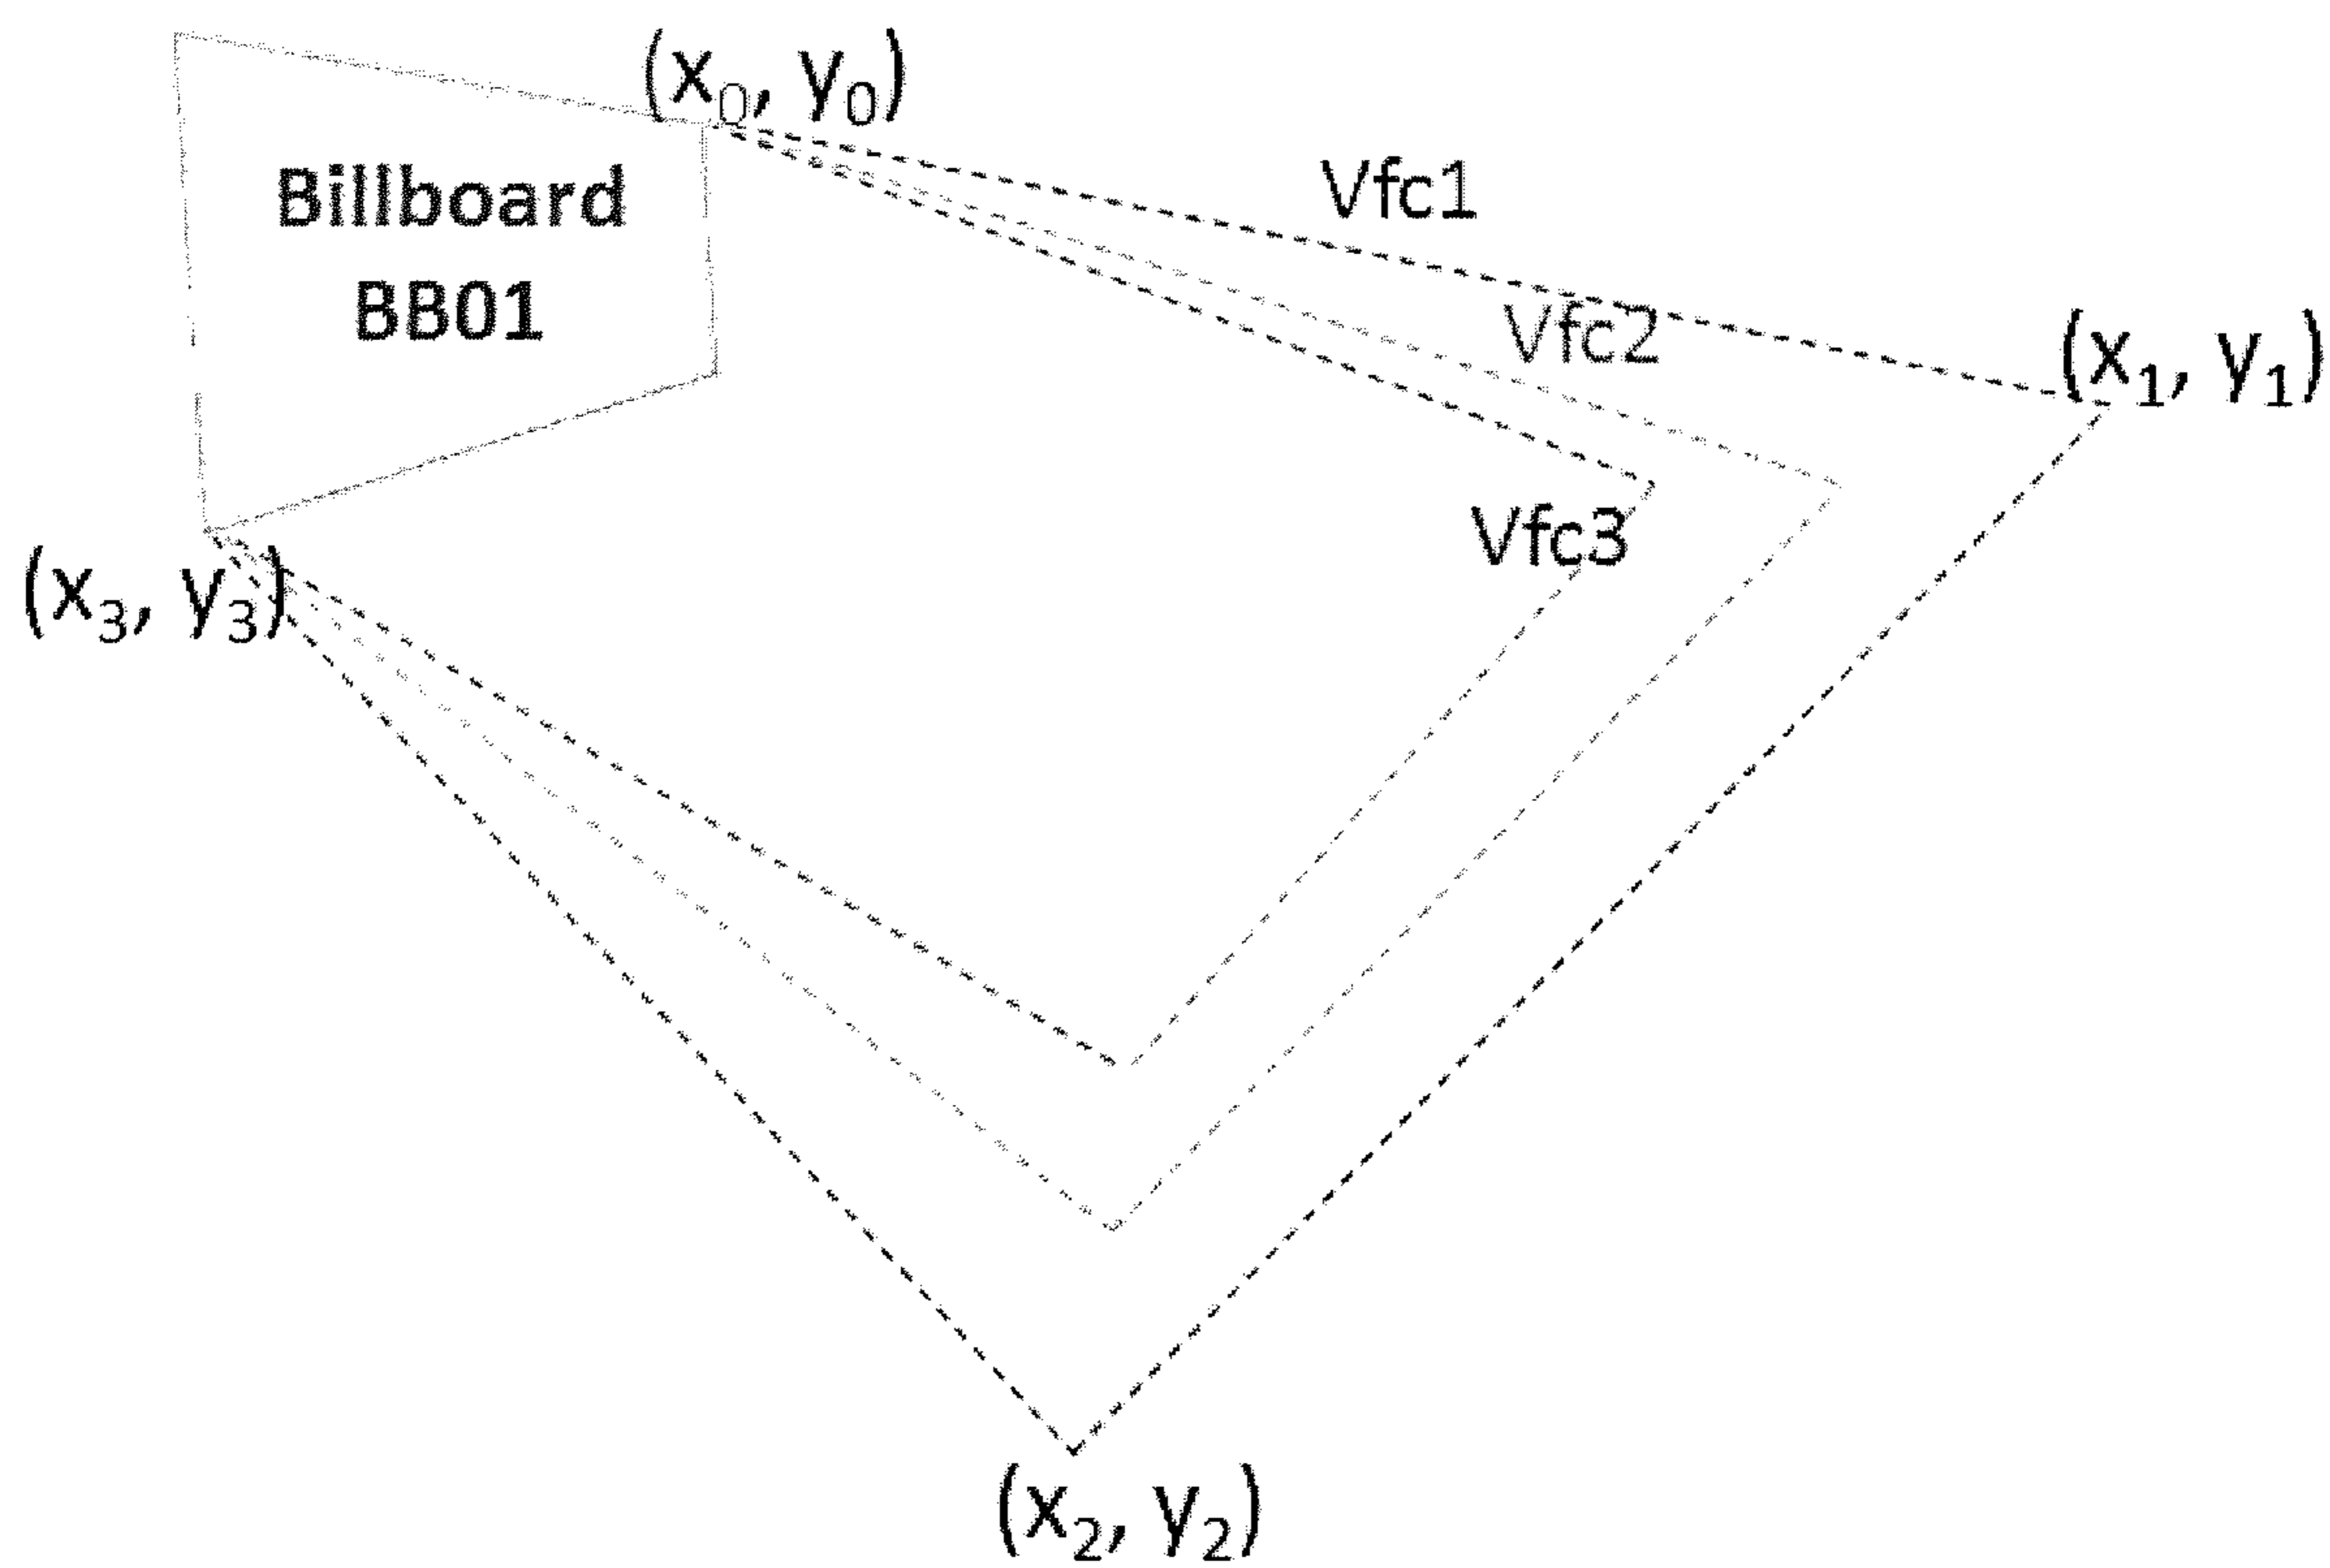 (x₀, y₀)
Billboard
BB01
Vfc1
Vfc2
(x₁, y₁)
Vfc3
(x₃, y₃)
(x₂, y₂)